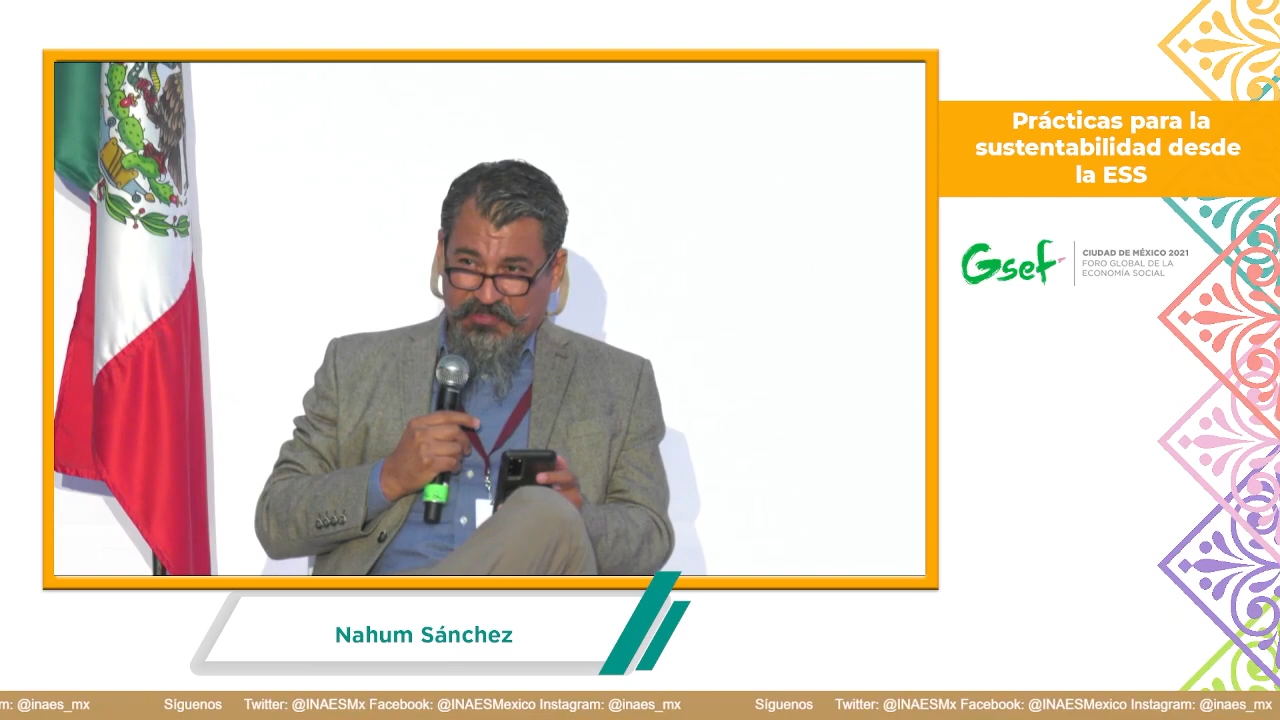 Prácticas para la
sustentabilidad desde
la ESS
Gsef
CIUDAD DE MÉXICO 2021
FORO GLOBAL DE LA
ECONOMÍA SOCIAL
Nahum Sánchez
m: @inaes_mx Síguenos Twitter: @INAESMx Facebook: @INAESMexico Instagram: @inaes_mx Síguenos Twitter: @INAESMx Facebook: @INAESMexico Instagram: @inaes_mx